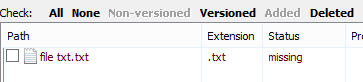 Check: All None Non-versioned Versioned Added Deleted
Path Extension Status
file txt.txt .txt missing